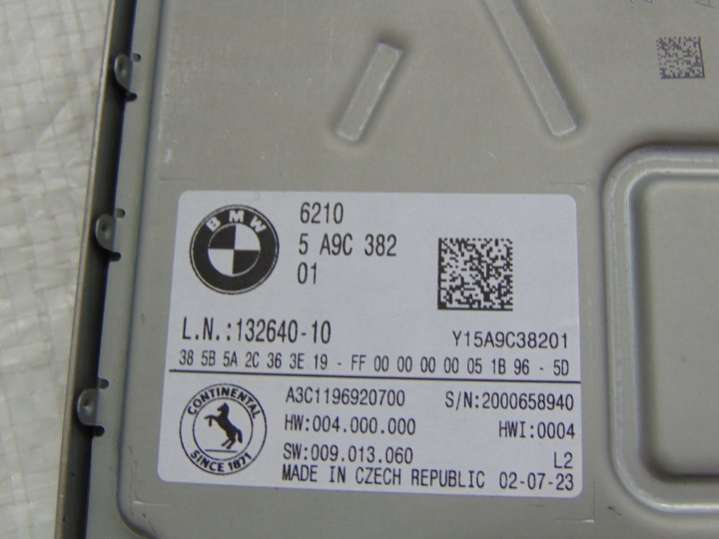 BMW
6210
5 A9C 382
01
L.N.:132640-10
Y15A9C38201
38 5B 5A 2C 36 3E 19 - FF 00 00 00 00 05 1B 96 - 5D
CONTINENTAL
SINCE 1871
A3C1196920700
S/N:2000658940
HW:004.000.000
HWI:0004
SW:009.013.060
L2
MADE IN CZECH REPUBLIC 02-07-23